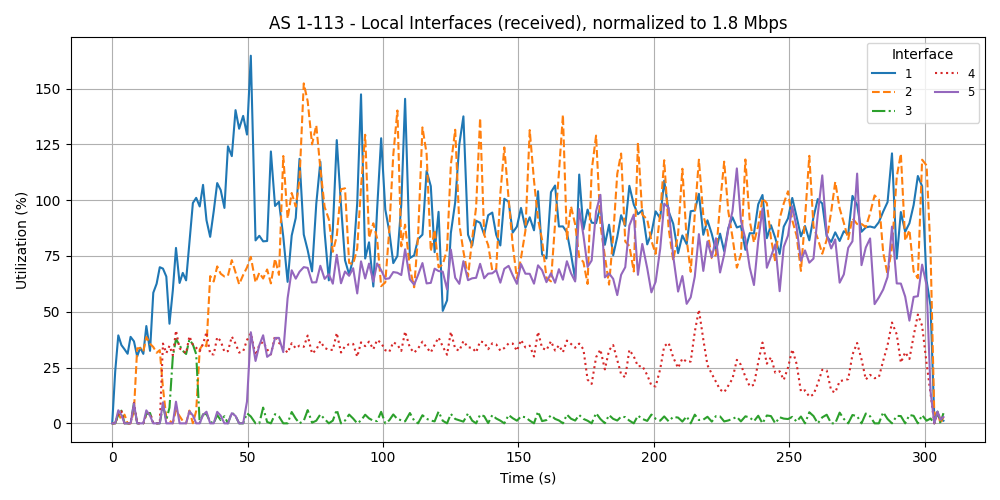 AS 1-113 - Local Interfaces (received), normalized to 1.8 Mbps
Utilization (%)
150
125
100
75
50
25
0
0 50 100 150 200 250 300
Time (s)
Interface
1 4
2 5
3